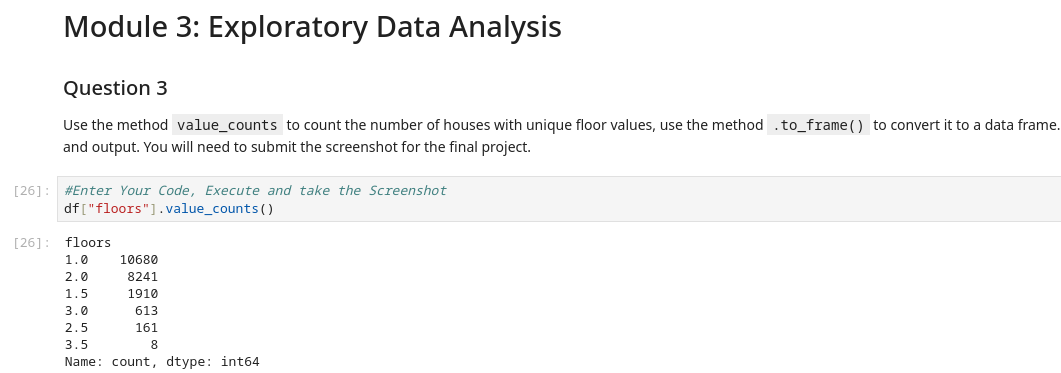 Module 3: Exploratory Data Analysis
Question 3
Use the method value_counts to count the number of houses with unique floor values, use the method .to_frame() to convert it to a data frame.
and output. You will need to submit the screenshot for the final project.
[26]: #Enter Your Code, Execute and take the Screenshot
df["floors"].value_counts()
[26]: floors
1.0    10680
2.0     8241
1.5     1910
3.0      613
2.5      161
3.5        8
Name: count, dtype: int64